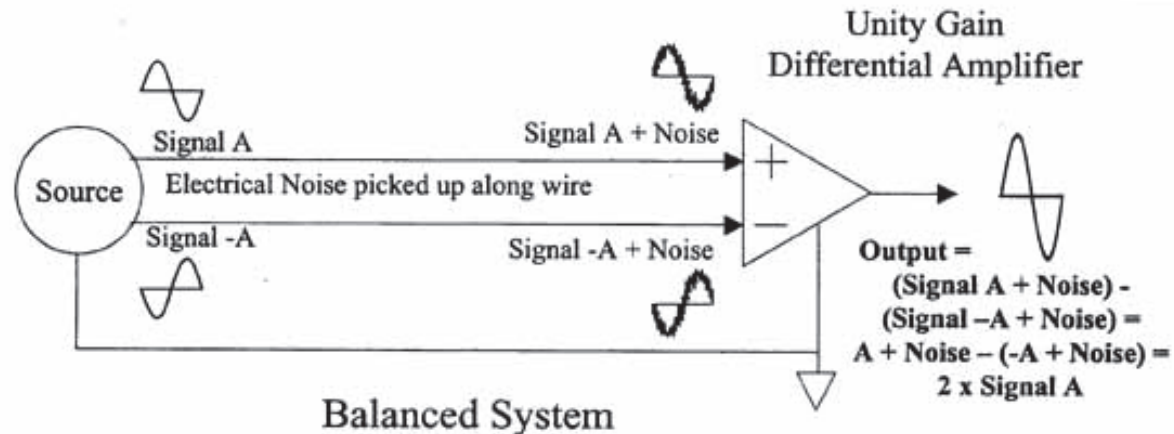 Unity Gain
Differential Amplifier
Signal A
Signal A + Noise
+
Source
Electrical Noise picked up along wire
−
Signal -A
Signal -A + Noise
Output =
(Signal A + Noise) -
(Signal –A + Noise) =
A + Noise – (-A + Noise) =
2 x Signal A
Balanced System